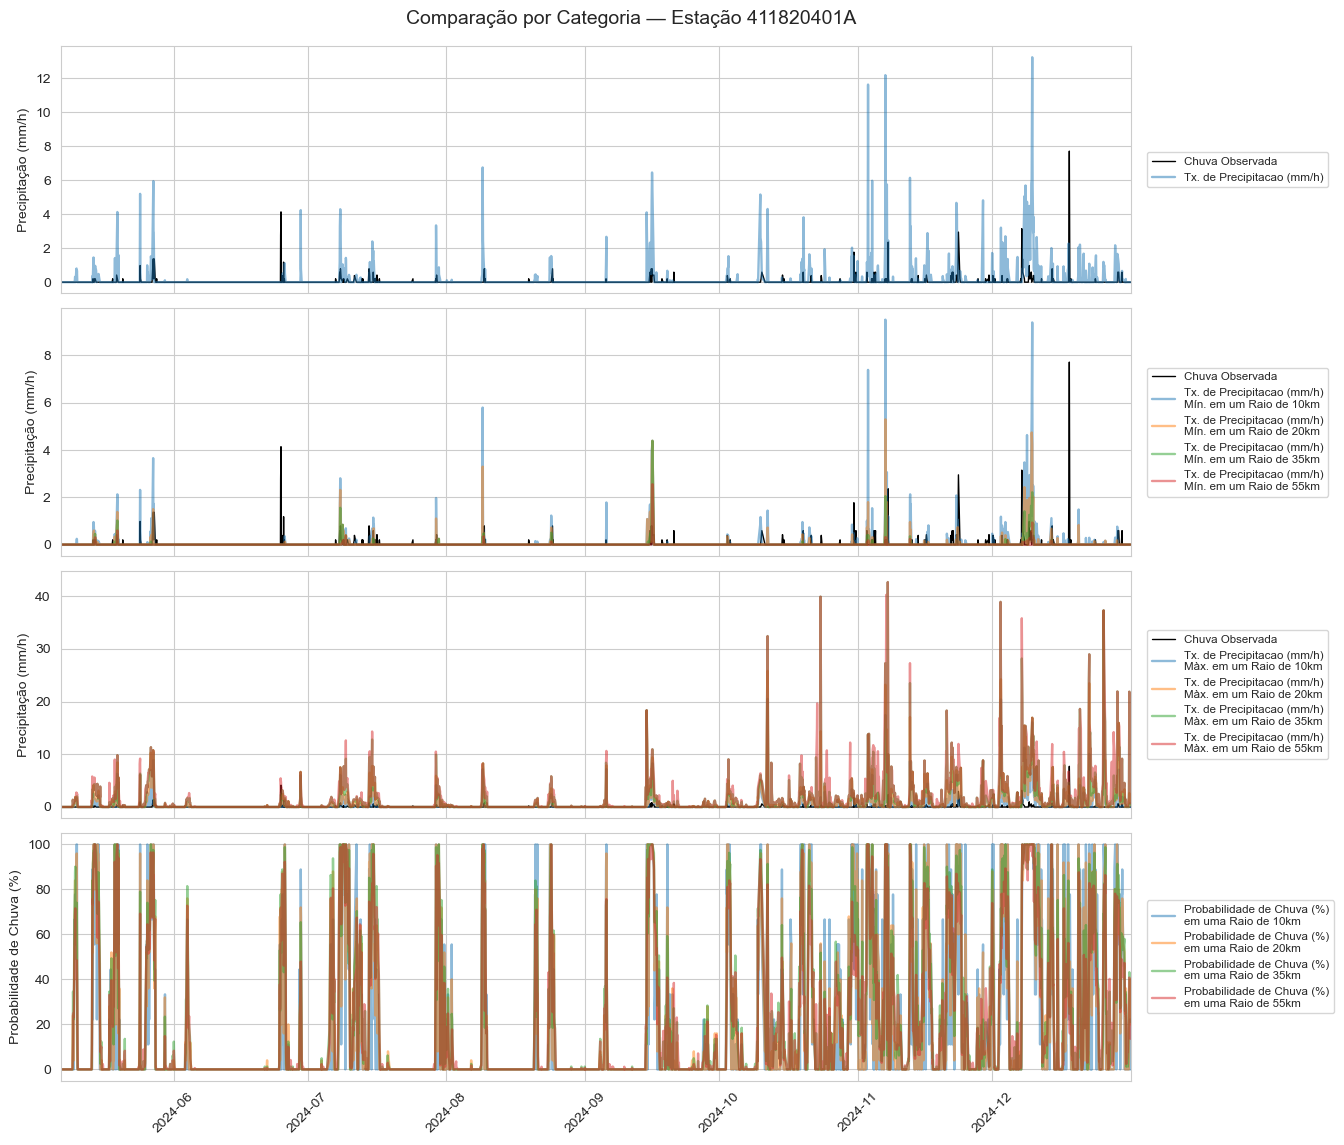 Comparação por Categoria — Estação 411820401A
Precipitação (mm/h)
12
10
8
6
4
2
0
Chuva Observada
Tx. de Precipitacao (mm/h)
Precipitação (mm/h)
8
6
4
2
0
Chuva Observada
Tx. de Precipitacao (mm/h)
Mín. em um Raio de 10km
Tx. de Precipitacao (mm/h)
Mín. em um Raio de 20km
Tx. de Precipitacao (mm/h)
Mín. em um Raio de 35km
Tx. de Precipitacao (mm/h)
Mín. em um Raio de 55km
Precipitação (mm/h)
40
30
20
10
0
Chuva Observada
Tx. de Precipitacao (mm/h)
Màx. em um Raio de 10km
Tx. de Precipitacao (mm/h)
Màx. em um Raio de 20km
Tx. de Precipitacao (mm/h)
Màx. em um Raio de 35km
Tx. de Precipitacao (mm/h)
Màx. em um Raio de 55km
Probabilidade de Chuva (%)
100
80
60
40
20
0
Probabilidade de Chuva (%)
em uma Raio de 10km
Probabilidade de Chuva (%)
em uma Raio de 20km
Probabilidade de Chuva (%)
em uma Raio de 35km
Probabilidade de Chuva (%)
em uma Raio de 55km
2024-06
2024-07
2024-08
2024-09
2024-10
2024-11
2024-12